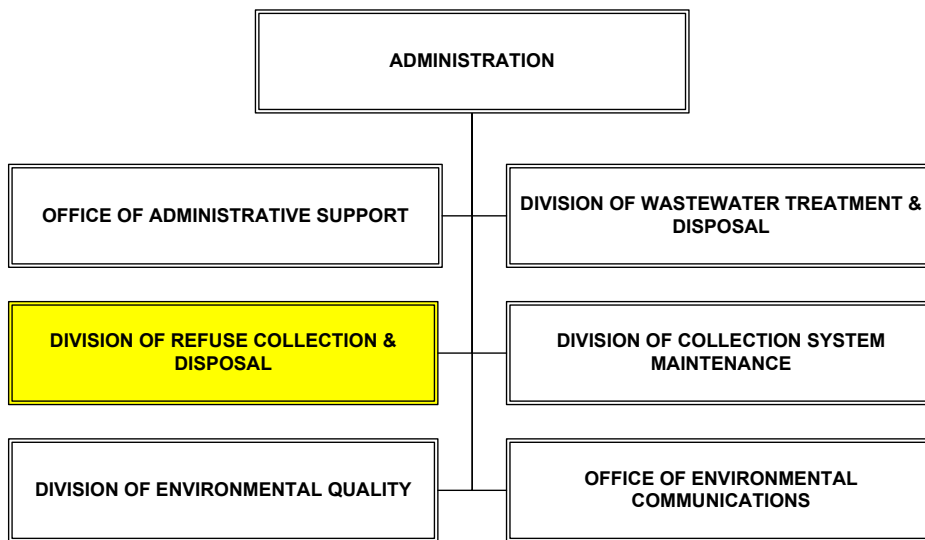 ADMINISTRATION
OFFICE OF ADMINISTRATIVE SUPPORT
DIVISION OF WASTEWATER TREATMENT &
DISPOSAL
DIVISION OF REFUSE COLLECTION &
DISPOSAL
DIVISION OF COLLECTION SYSTEM
MAINTENANCE
DIVISION OF ENVIRONMENTAL QUALITY
OFFICE OF ENVIRONMENTAL
COMMUNICATIONS